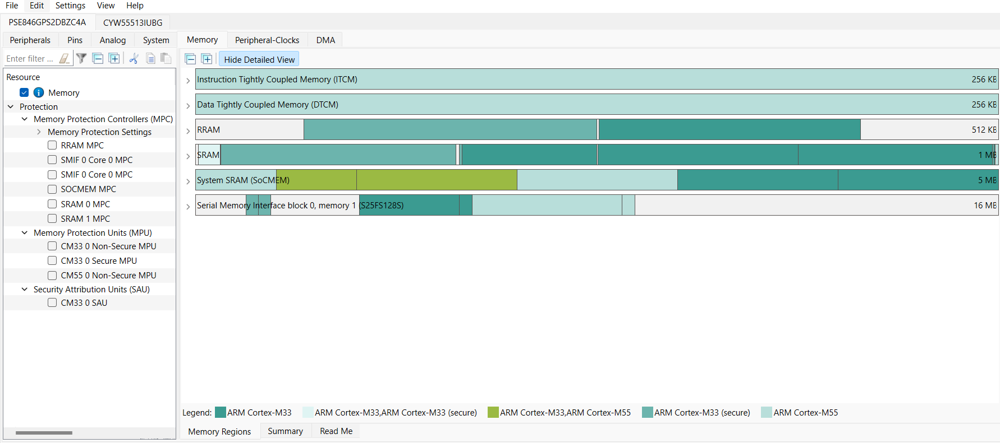 File Edit Settings View Help
PSE846GPS2DBZC4A CYW55513IUBG
Peripherals Pins Analog System Memory Peripheral-Clocks DMA
Enter filter ...
Hide Detailed View
Resource
Memory
Protection
Memory Protection Controllers (MPC)
Memory Protection Settings
RRAM MPC
SMIF 0 Core 0 MPC
SMIF 0 Core 0 MPC
SOCMEM MPC
SRAM 0 MPC
SRAM 1 MPC
Memory Protection Units (MPU)
CM33 0 Non-Secure MPU
CM33 0 Secure MPU
CM55 0 Non-Secure MPU
Security Attribution Units (SAU)
CM33 0 SAU
Instruction Tightly Coupled Memory (ITCM) 256 KB
Data Tightly Coupled Memory (DTCM) 256 KB
RRAM 512 KB
SRAM 1 MB
System SRAM (SoCMEM) 5 MB
Serial Memory Interface block 0, memory 1 (S25FS128S) 16 MB
Legend: ARM Cortex-M33 ARM Cortex-M33,ARM Cortex-M33 (secure) ARM Cortex-M33,ARM Cortex-M55 ARM Cortex-M33 (secure) ARM Cortex-M55
Memory Regions Summary Read Me